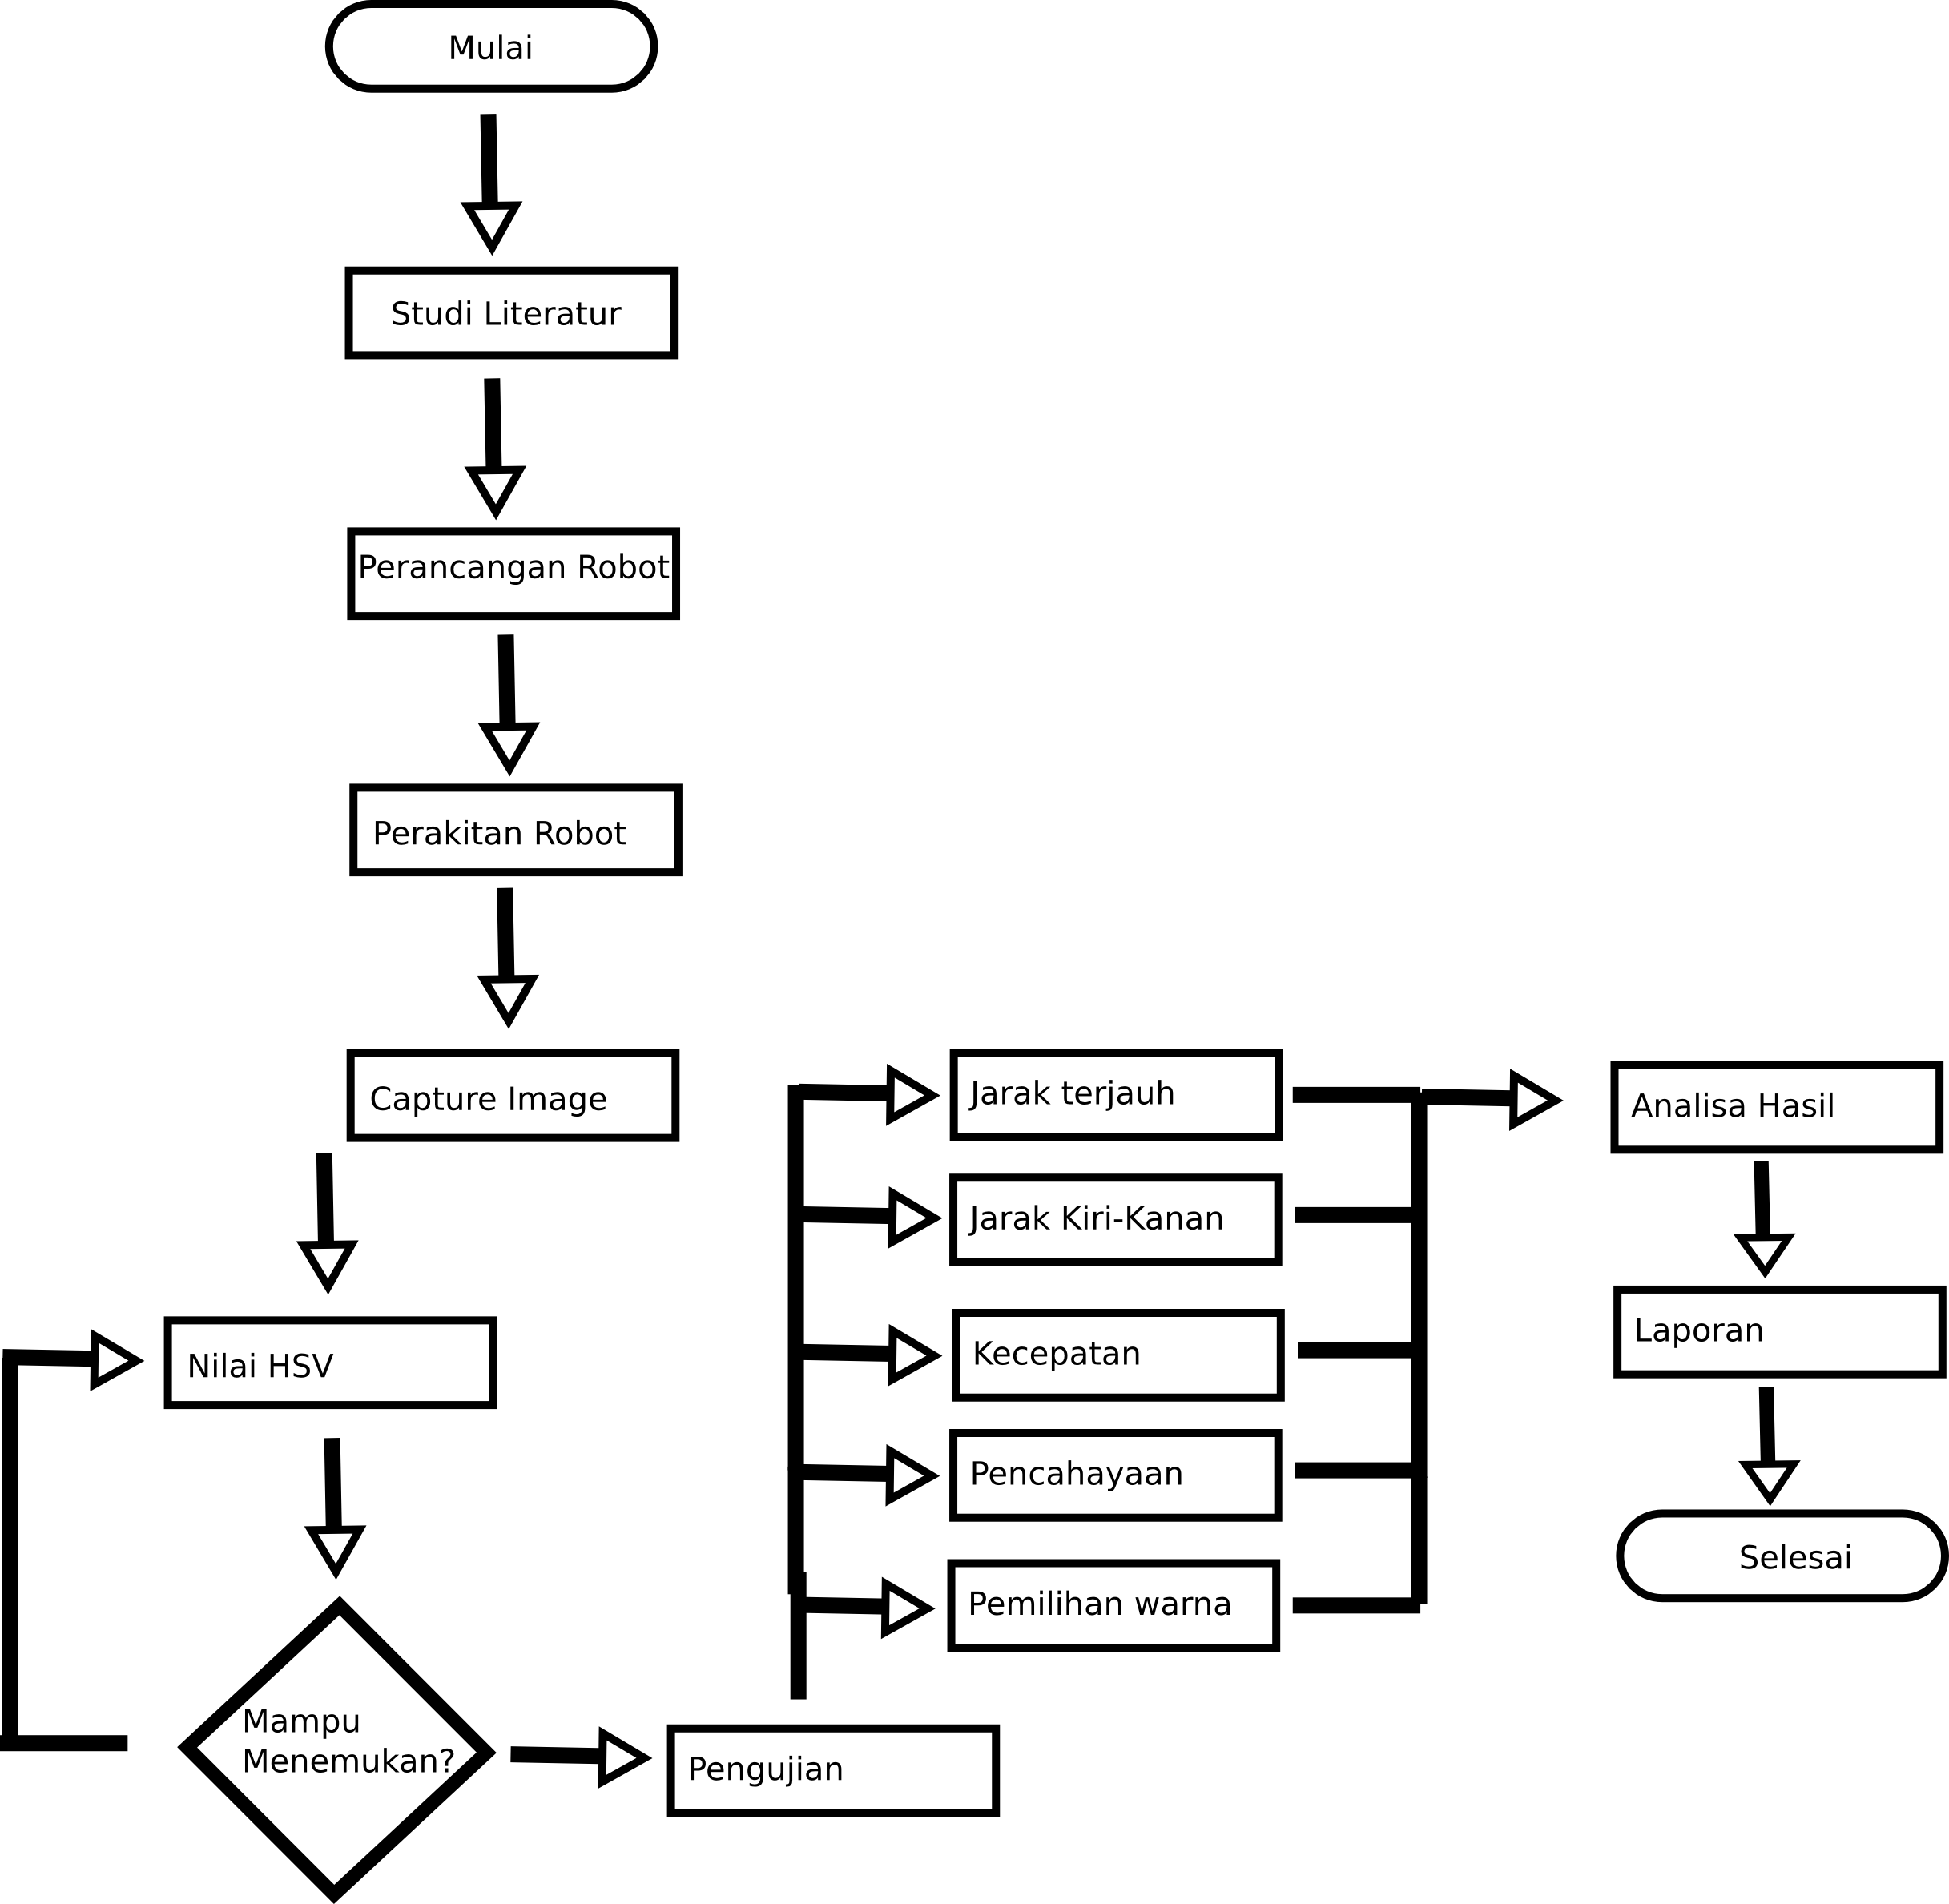 Mulai
Studi Literatur
Perancangan Robot
Perakitan Robot
Capture Image
Nilai HSV
Mampu
Menemukan?
Pengujian
Jarak terjauh
Jarak Kiri-Kanan
Kecepatan
Pencahayaan
Pemilihan warna
Analisa Hasil
Laporan
Selesai